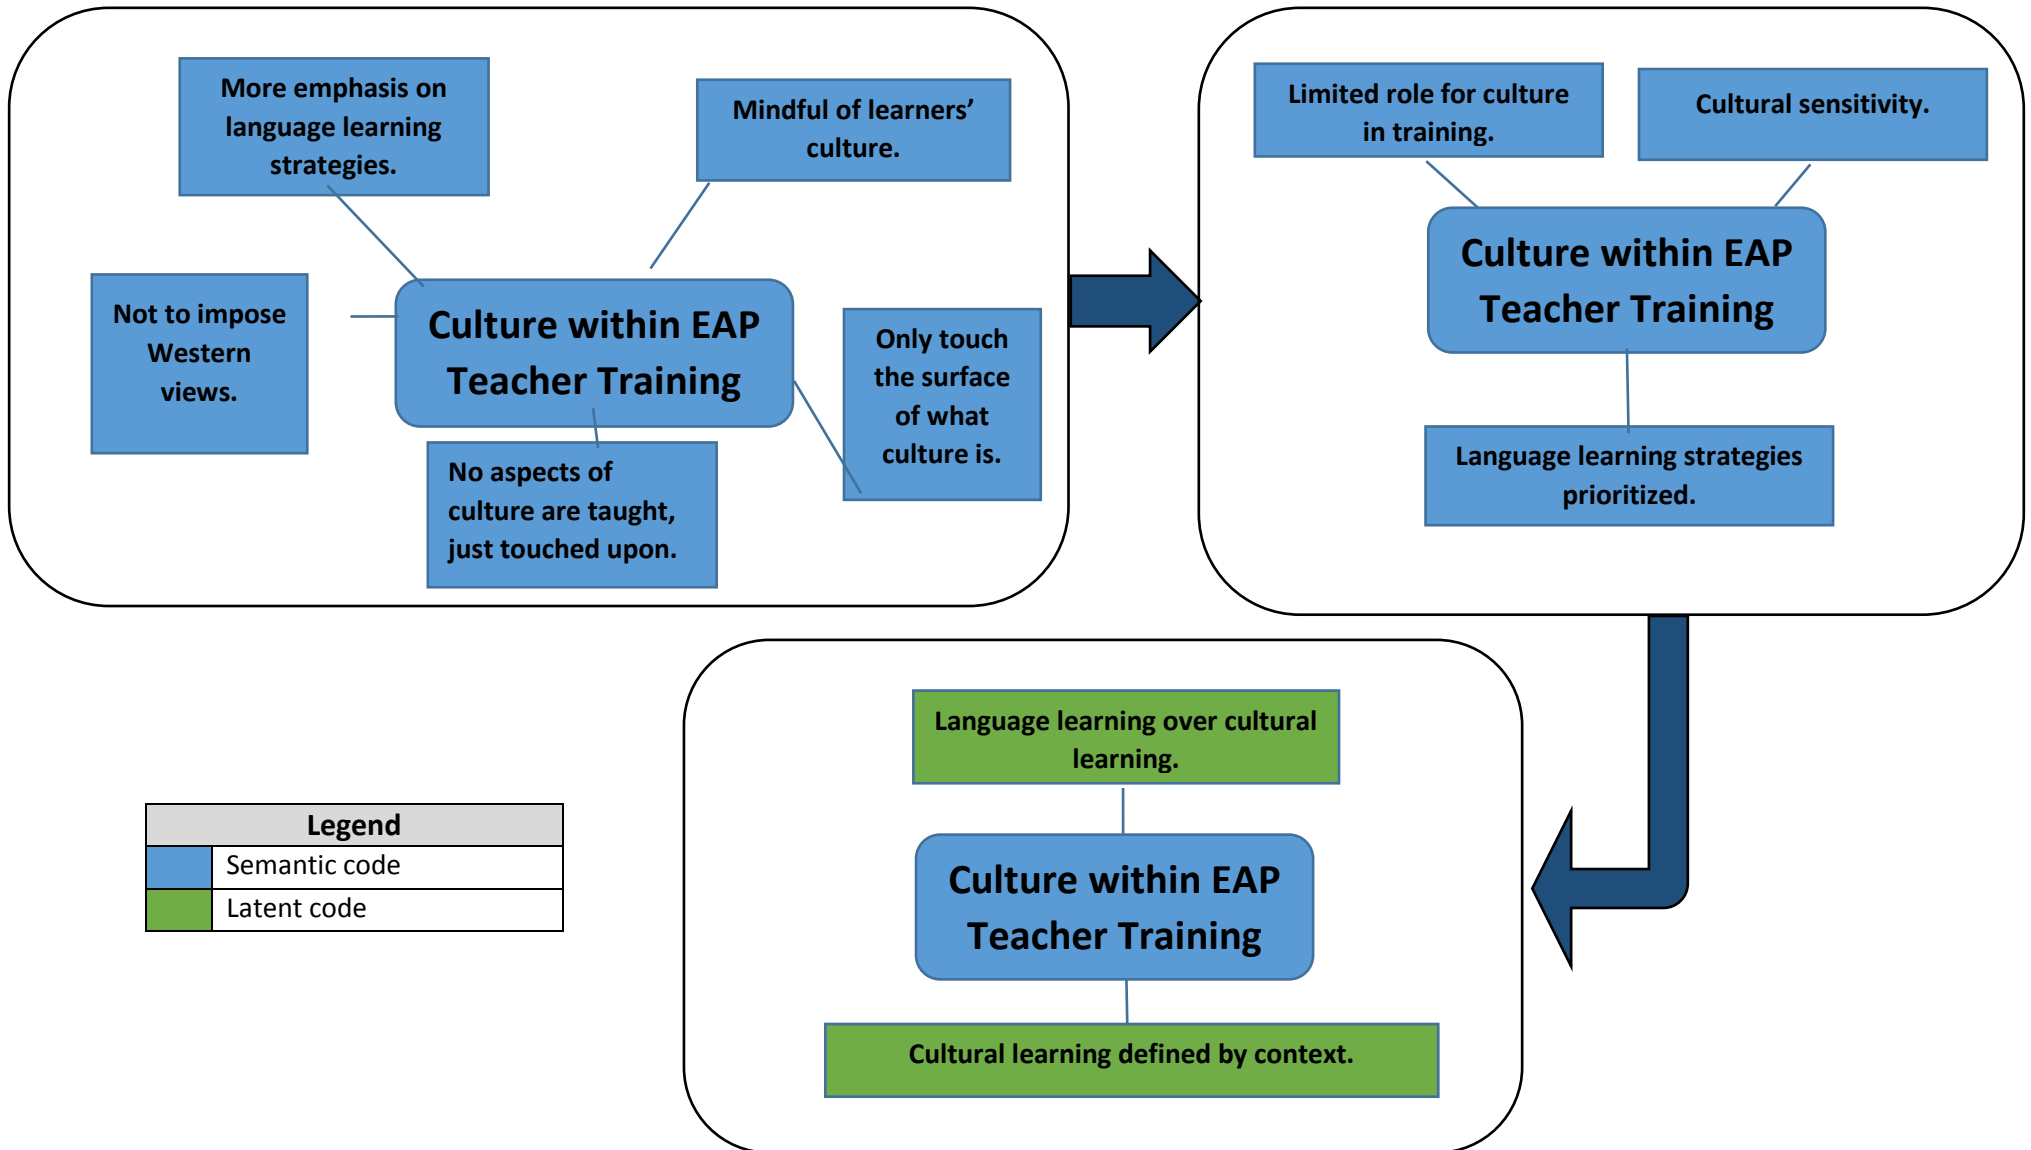 More emphasis on
language learning
strategies.
Mindful of learners’
culture.
Not to impose
Western
views.
Culture within EAP
Teacher Training
Only touch
the surface
of what
culture is.
No aspects of
culture are taught,
just touched upon.
Limited role for culture
in training.
Cultural sensitivity.
Culture within EAP
Teacher Training
Language learning strategies
prioritized.
Language learning over cultural
learning.
Culture within EAP
Teacher Training
Cultural learning defined by context.
Legend
Semantic code
Latent code